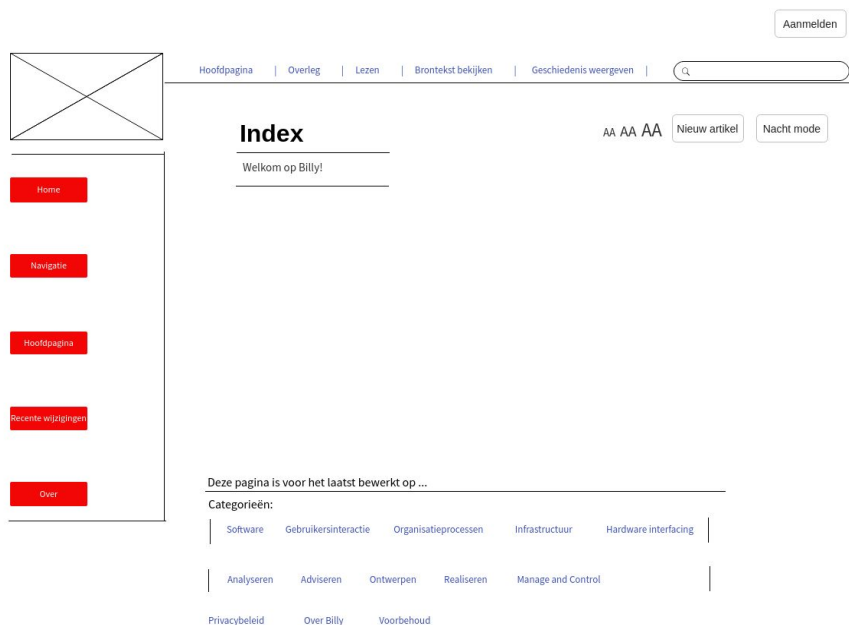 Aanmelden
Hoofdpagina | Overleg | Lezen | Brontekst bekijken | Geschiedenis weergeven |
Index
AA AA AA
Nieuw artikel
Nacht mode
Welkom op Billy!
Home
Navigatie
Hoofdpagina
Recente wijzigingen
Over
Deze pagina is voor het laatst bewerkt op ...
Categorieën:
Software Gebruikersinteractie Organisatieprocessen Infrastructuur Hardware interfacing
Analyseren Adviseren Ontwerpen Realiseren Manage and Control
Privacybeleid Over Billy Voorbehoud